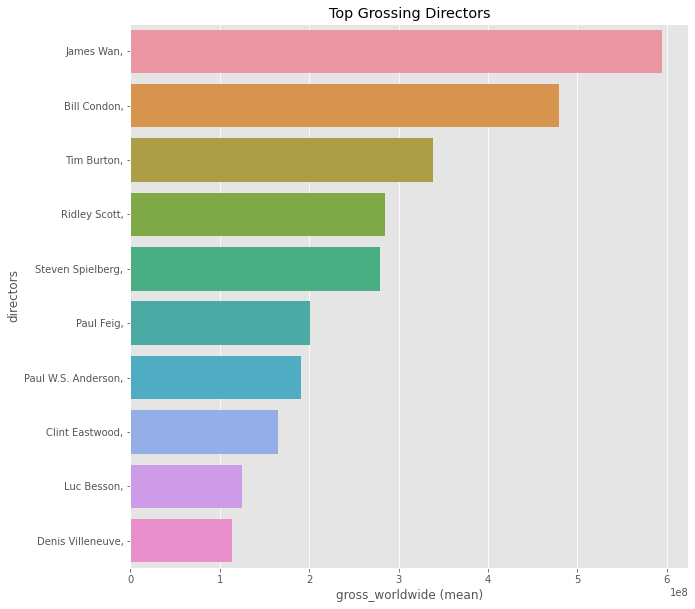 Top Grossing Directors
directors
James Wan,
Bill Condon,
Tim Burton,
Ridley Scott,
Steven Spielberg,
Paul Feig,
Paul W.S. Anderson,
Clint Eastwood,
Luc Besson,
Denis Villeneuve,
0 1 2 3 4 5 6
1e8
gross_worldwide (mean)